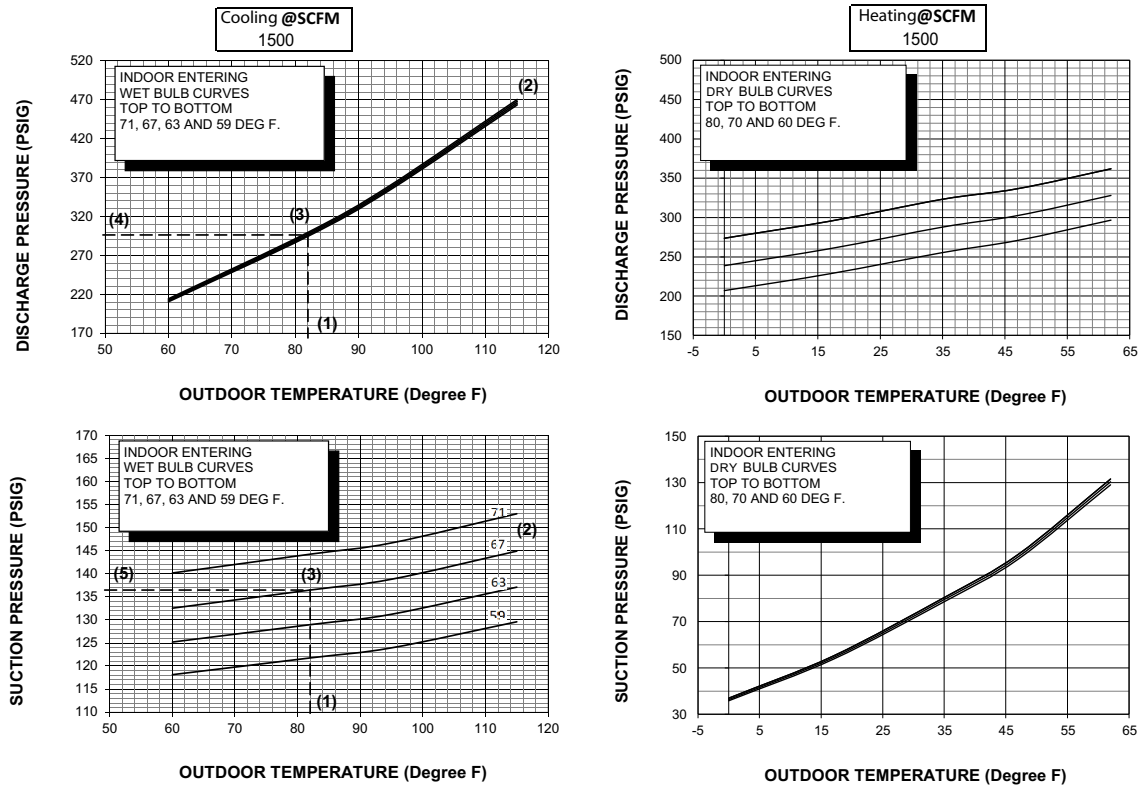 Cooling @SCFM
1500
520
470
420
370
320
270
220
170
DISCHARGE PRESSURE (PSIG)
INDOOR ENTERING
WET BULB CURVES
TOP TO BOTTOM
71, 67, 63 AND 59 DEG F.
(2)
(3)
(4)
(1)
50 60 70 80 90 100 110 120
OUTDOOR TEMPERATURE (Degree F)
Heating@SCFM
1500
500
450
400
350
300
250
200
150
DISCHARGE PRESSURE (PSIG)
INDOOR ENTERING
DRY BULB CURVES
TOP TO BOTTOM
80, 70 AND 60 DEG F.
-5 5 15 25 35 45 55 65
OUTDOOR TEMPERATURE (Degree F)
170
165
160
155
150
145
140
135
130
125
120
115
110
SUCTION PRESSURE (PSIG)
INDOOR ENTERING
WET BULB CURVES
TOP TO BOTTOM
71, 67, 63 AND 59 DEG F.
71
(2)
67
(5)
(3)
63
59
(1)
50 60 70 80 90 100 110 120
OUTDOOR TEMPERATURE (Degree F)
150
130
110
90
70
50
30
SUCTION PRESSURE (PSIG)
INDOOR ENTERING
DRY BULB CURVES
TOP TO BOTTOM
80, 70 AND 60 DEG F.
-5 5 15 25 35 45 55 65
OUTDOOR TEMPERATURE (Degree F)